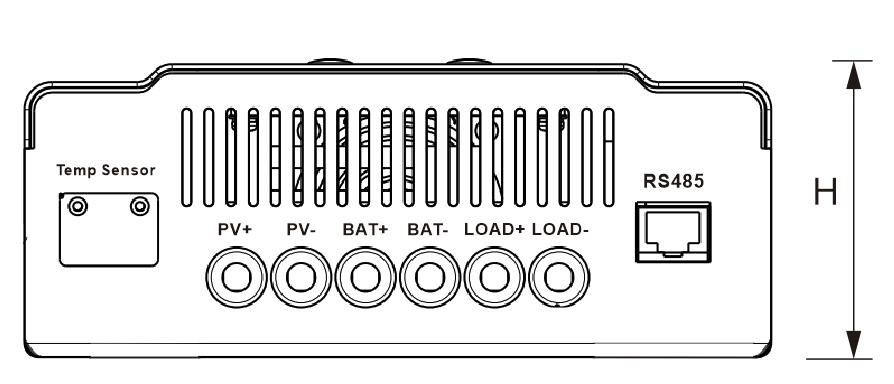 Temp Sensor
RS485
H
PV+ PV- BAT+ BAT- LOAD+ LOAD-